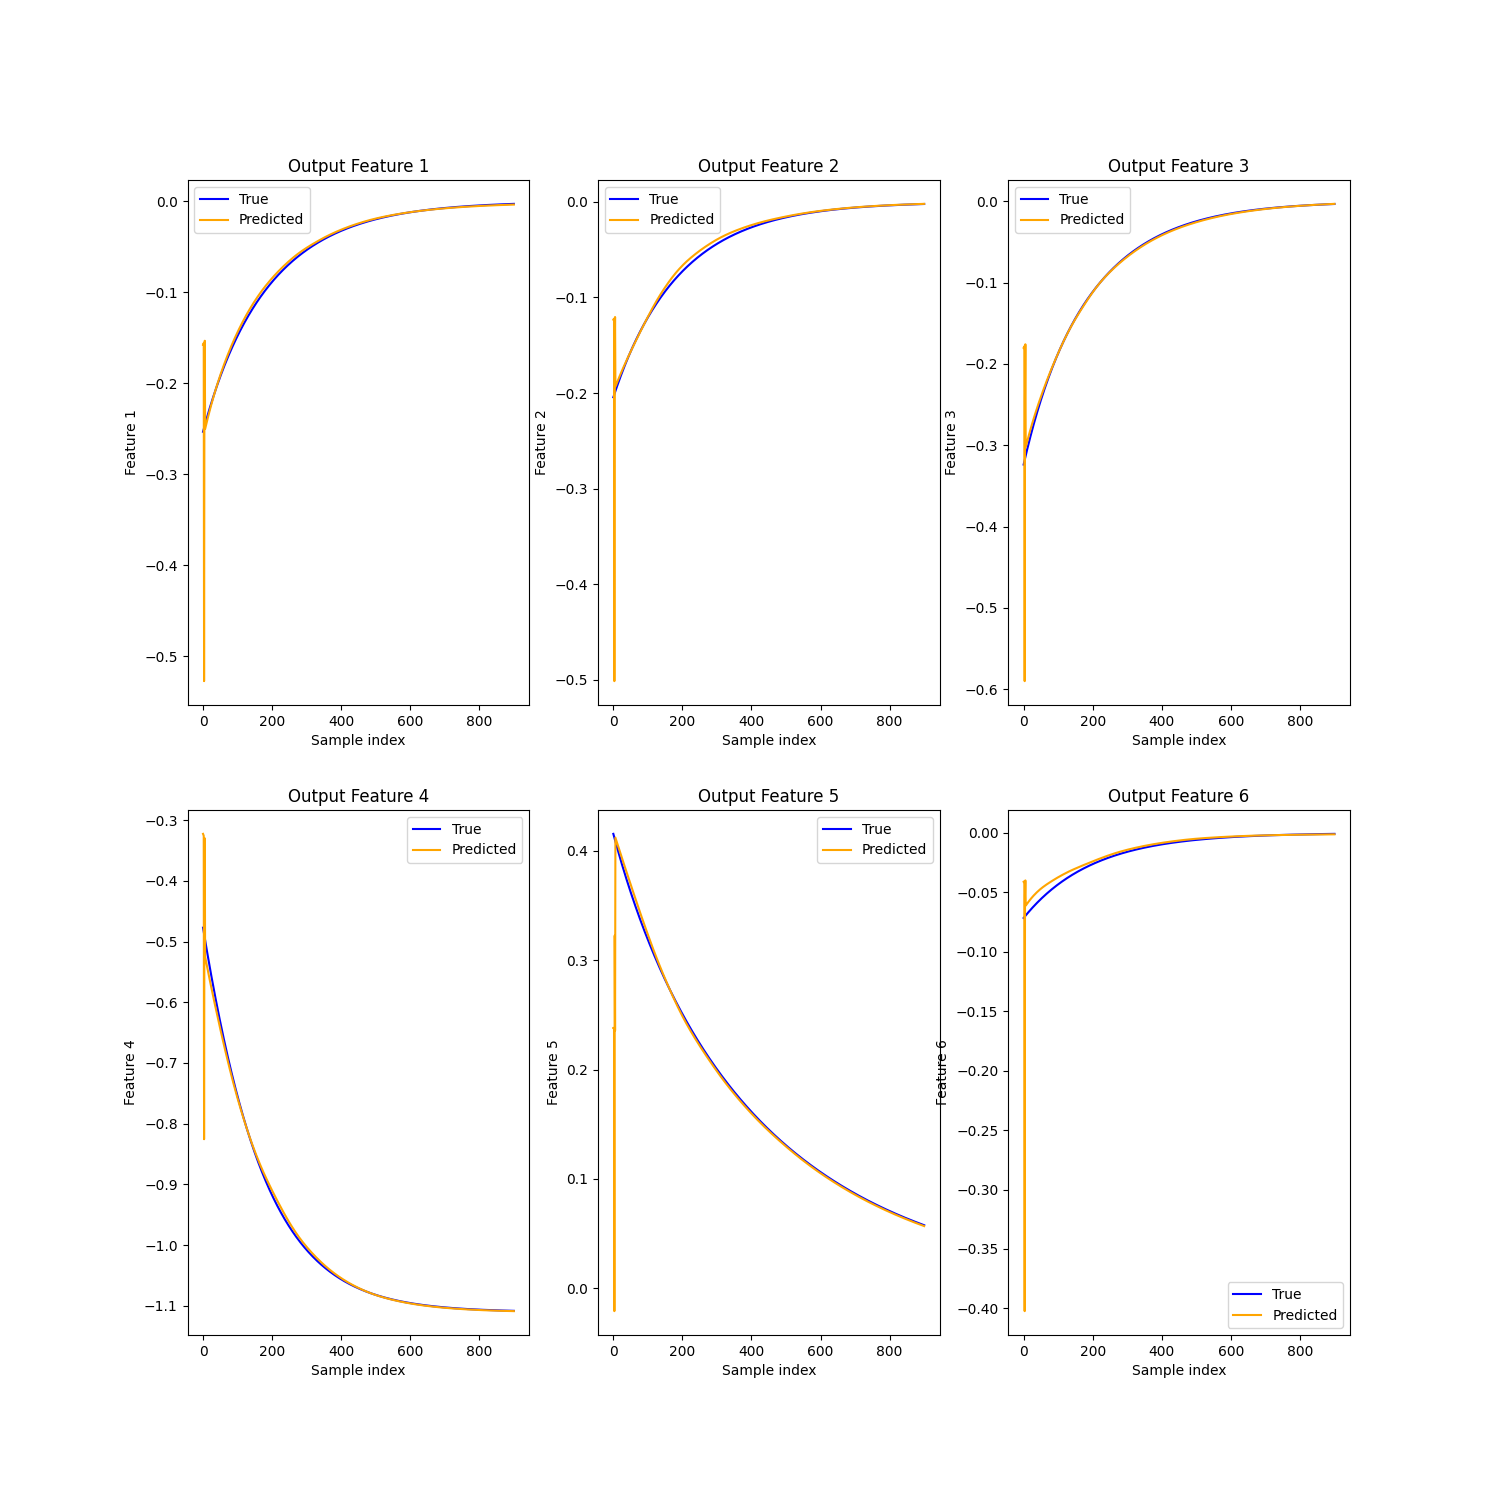 Output Feature 1
True
Predicted
0.0
−0.1
−0.2
−0.3
−0.4
−0.5
Feature 1
0 200 400 600 800
Sample index
Output Feature 2
True
Predicted
0.0
−0.1
−0.2
−0.3
−0.4
−0.5
Feature 2
0 200 400 600 800
Sample index
Output Feature 3
True
Predicted
0.0
−0.1
−0.2
−0.3
−0.4
−0.5
−0.6
Feature 3
0 200 400 600 800
Sample index
Output Feature 4
True
Predicted
−0.3
−0.4
−0.5
−0.6
−0.7
−0.8
−0.9
−1.0
−1.1
Feature 4
0 200 400 600 800
Sample index
Output Feature 5
True
Predicted
0.4
0.3
0.2
0.1
0.0
Feature 5
0 200 400 600 800
Sample index
Output Feature 6
0.00
−0.05
−0.10
−0.15
−0.20
−0.25
−0.30
−0.35
−0.40
Feature 6
True
Predicted
0 200 400 600 800
Sample index